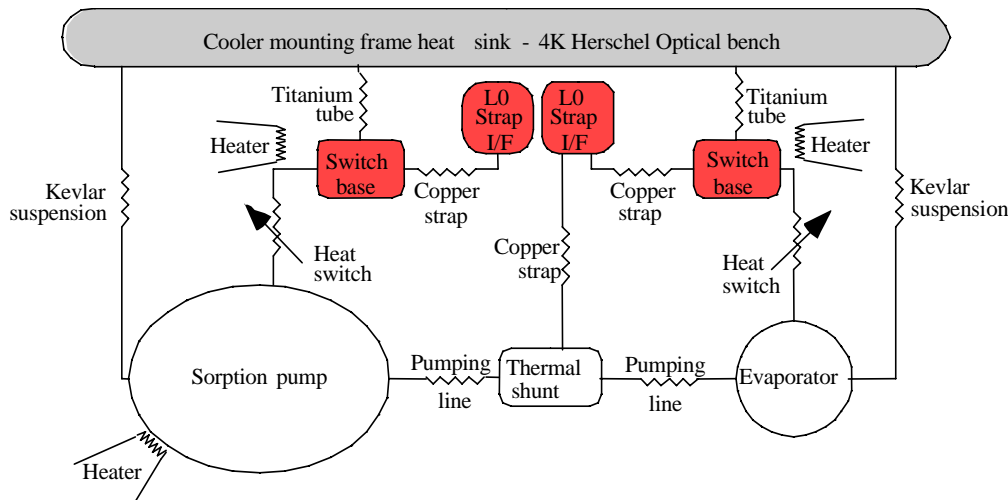 Cooler mounting frame heat sink - 4K Herschel Optical bench
Titanium
tube
L0
Strap
I/F
L0
Strap
I/F
Titanium
tube
Heater
Switch
base
Copper
strap
Copper
strap
Switch
base
Heater
Kevlar
suspension
Kevlar
suspension
Heat
switch
Copper
strap
Heat
switch
Sorption pump
Pumping
line
Thermal
shunt
Pumping
line
Evaporator
Heater